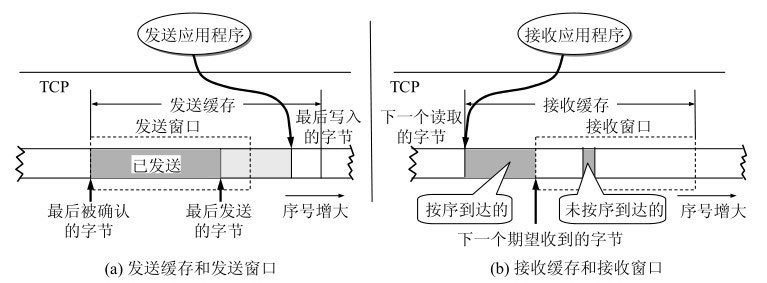 发送应用程序
TCP
发送缓存
最后写入
的字节
发送窗口
已发送
最后被确认
的字节
最后发送
的字节
序号增大
(a) 发送缓存和发送窗口
接收应用程序
TCP
下一个读取
的字节
接收缓存
接收窗口
按序到达的
未按序到达的
序号增大
下一个期望收到的字节
(b) 接收缓存和接收窗口